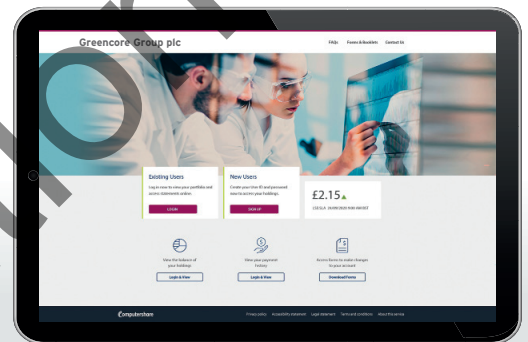 Greencore Group plc
FAQs Forms & Booklets Contact Us
Existing Users
Log in now to view your portfolio and
access statements online.
LOGIN
New Users
Create your User ID and password
now to access your holdings.
SIGN UP
£2.15
View the balance of
your holdings
Login & View
View your payment
history
Login & View
Access forms to make changes
to your account
Download Forms
Computershare
Privacy policy Accessibility statement Legal statement Terms and conditions About this service